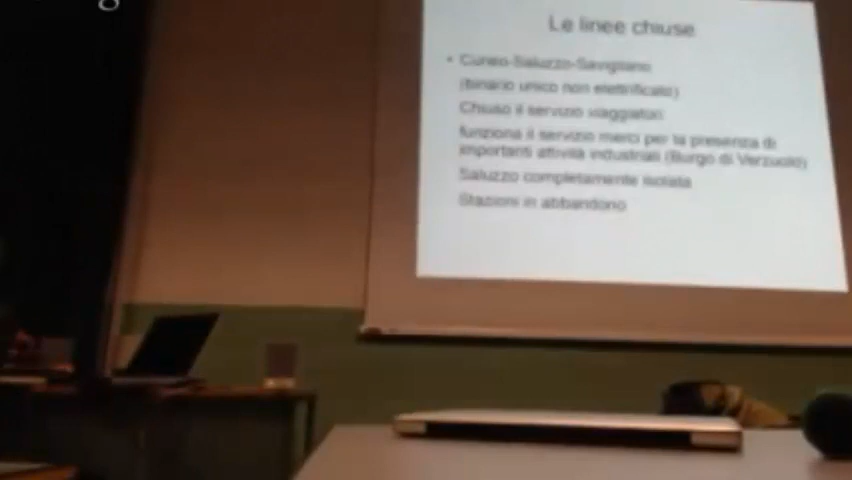 g
Le linee chiuse
• Cuneo-Saluzzo-Savigliano
(binario unico non elettrificato)
Chiuso il servizio viaggiatori
funziona il servizio merci per la presenza di
importanti attività industriali (Burgo di Verzuolo)
Saluzzo completamente isolata
Stazioni in abbandono